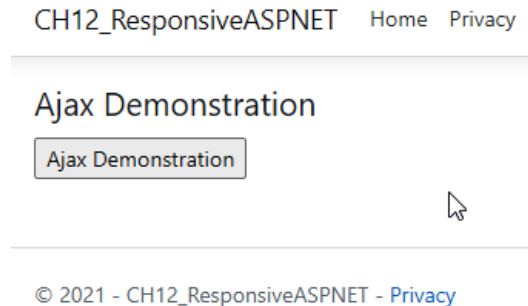 CH12_ResponsiveASPNET Home Privacy
Ajax Demonstration
Ajax Demonstration
© 2021 - CH12_ResponsiveASPNET - Privacy